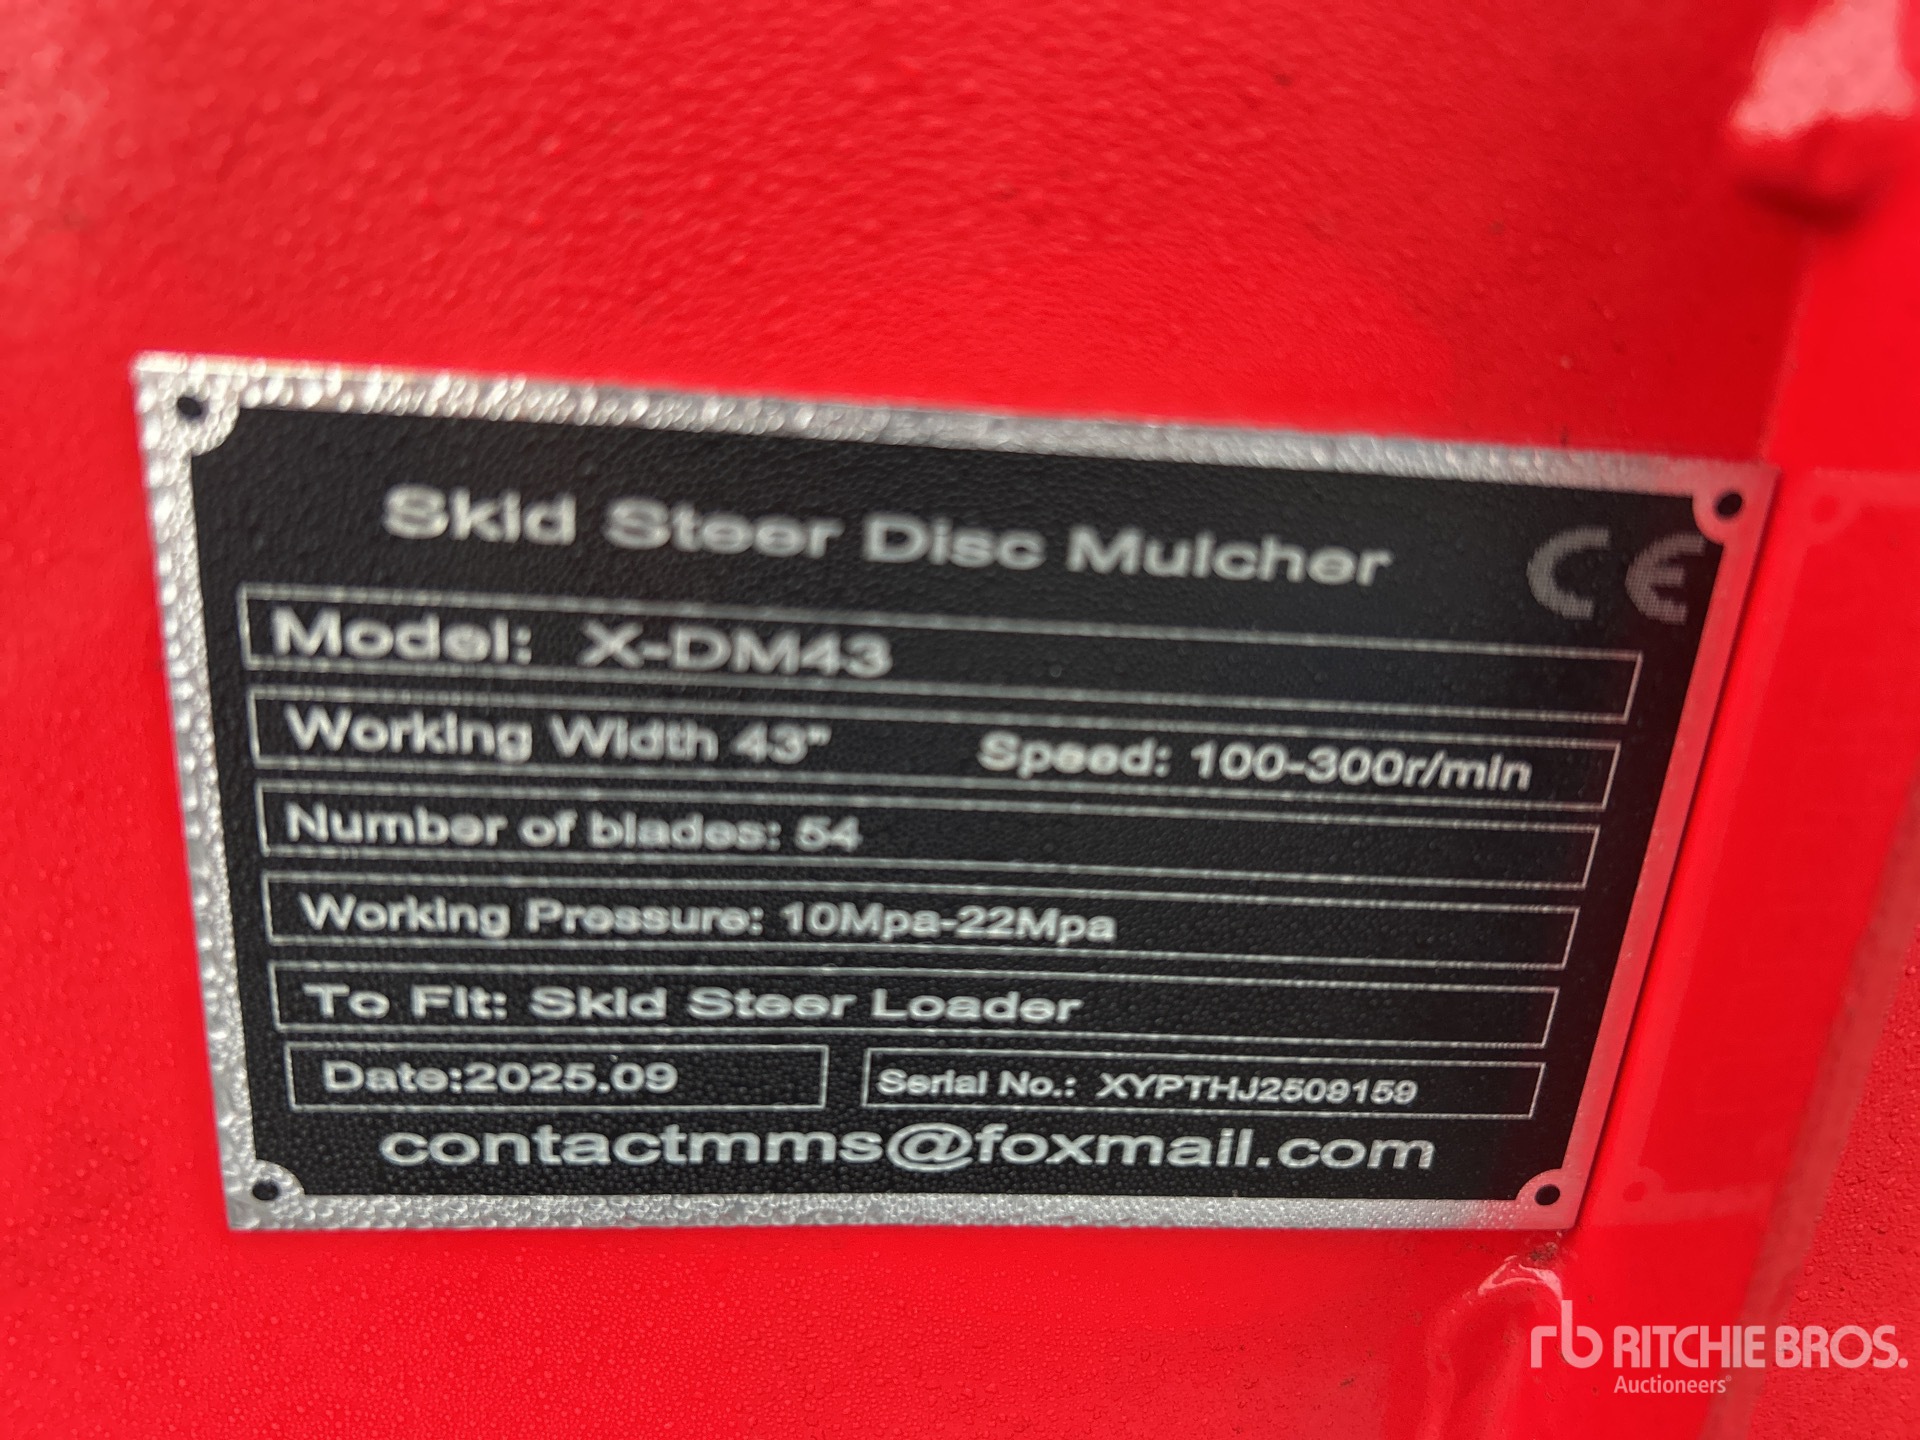 Skid Steer Disc Mulcher CE
Model: X-DM43
Working Width 43" Speed: 100-300r/min
Number of blades: 54
Working Pressure: 10Mpa-22Mpa
To Fit: Skid Steer Loader
Date:2025.09 Serial No.: XYPTHJ2509159
contactmms@foxmail.com
rb RITCHIE BROS.
Auctioneers